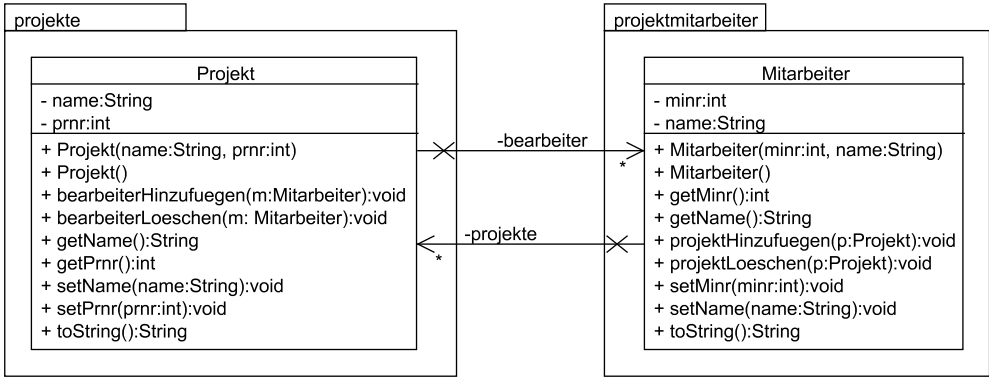 projekte
Projekt
- name:String
- prnr:int
+ Projekt(name:String, prnr:int)
+ Projekt()
+ bearbeiterHinzufuegen(m:Mitarbeiter):void
+ bearbeiterLoeschen(m: Mitarbeiter):void
+ getName():String
+ getPrnr():int
+ setName(name:String):void
+ setPrnr(prnr:int):void
+ toString():String
-bearbeiter
*
-projekte
*
projektmitarbeiter
Mitarbeiter
- minr:int
- name:String
+ Mitarbeiter(minr:int, name:String)
+ Mitarbeiter()
+ getMinr():int
+ getName():String
+ projektHinzufuegen(p:Projekt):void
+ projektLoeschen(p:Projekt):void
+ setMinr(minr:int):void
+ setName(name:String):void
+ toString():String